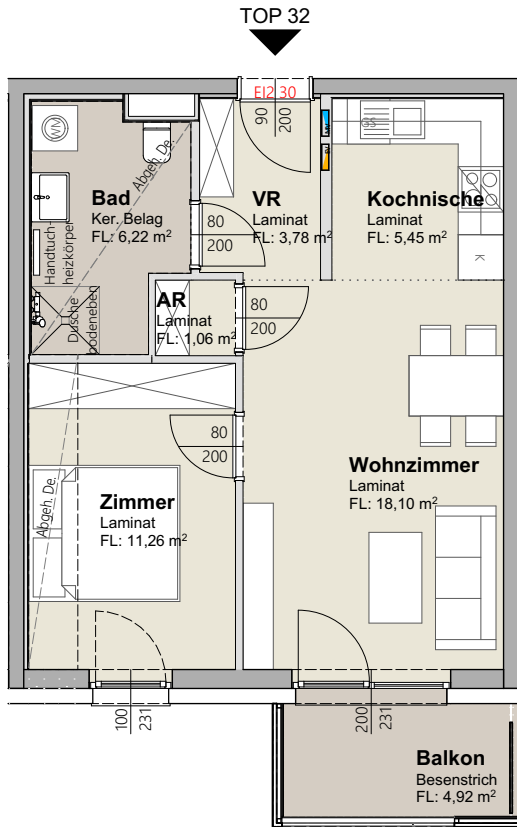 TOP 32
EI2 30
90
200
WM
Abgeh. De.
Bad
Ker. Belag
FL: 6,22 m²
Handtuch-
heizkörper
Dusche
bodeneben
80
200
VR
Laminat
FL: 3,78 m²
GS
Kochnische
Laminat
FL: 5,45 m²
K
AR
Laminat
FL: 1,06 m²
80
200
80
200
Wohnzimmer
Laminat
FL: 18,10 m²
Zimmer
Laminat
FL: 11,26 m²
Abgeh. De.
100
231
200
231
Balkon
Besenstrich
FL: 4,92 m²